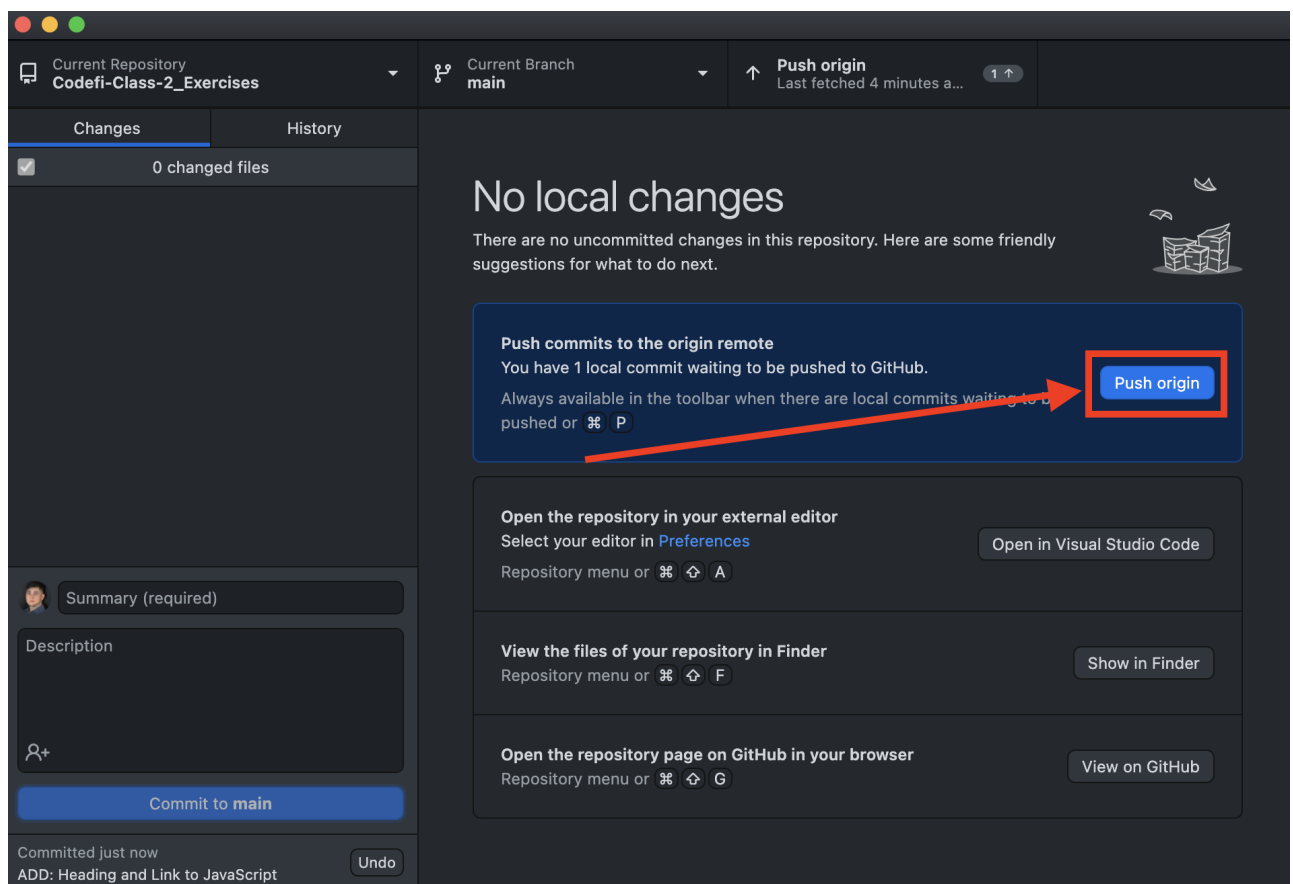 Current Repository
Codefi-Class-2_Exercises
Current Branch
main
Push origin
Last fetched 4 minutes a...
1 ↑
Changes
History
0 changed files
No local changes
There are no uncommitted changes in this repository. Here are some friendly
suggestions for what to do next.
Push commits to the origin remote
You have 1 local commit waiting to be pushed to GitHub.
Always available in the toolbar when there are local commits waiting to b
pushed or ⌘ P
Push origin
Open the repository in your external editor
Select your editor in Preferences
Repository menu or ⌘ ⇧ A
Open in Visual Studio Code
View the files of your repository in Finder
Repository menu or ⌘ ⇧ F
Show in Finder
Open the repository page on GitHub in your browser
Repository menu or ⌘ ⇧ G
View on GitHub
Summary (required)
Description
Commit to main
Committed just now
ADD: Heading and Link to JavaScript
Undo